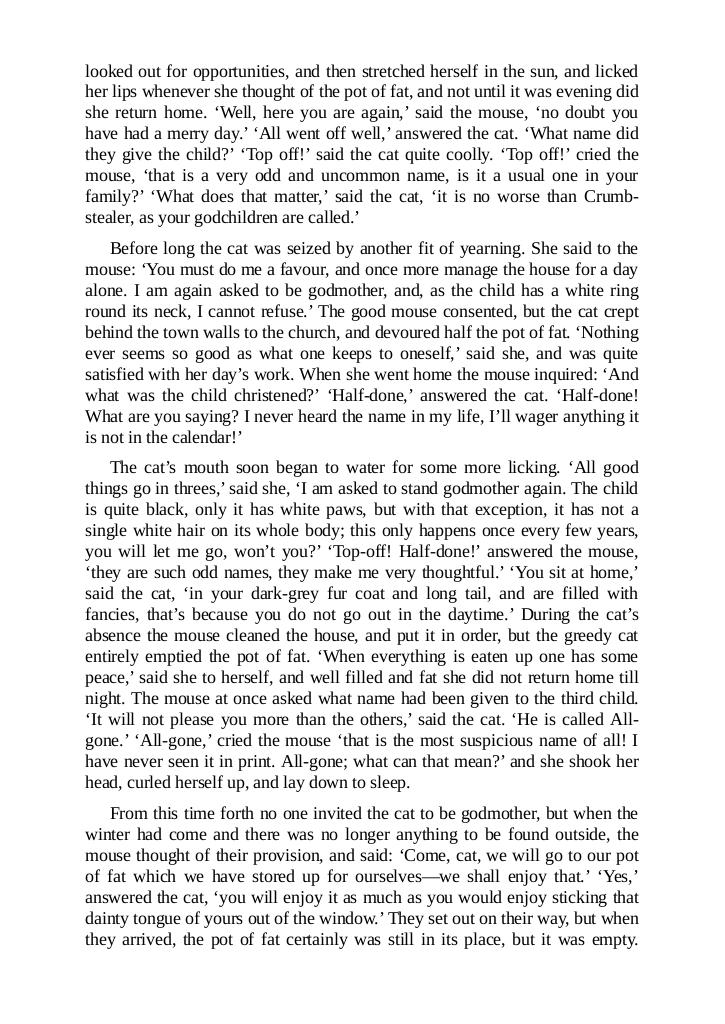 looked out for opportunities, and then stretched herself in the sun, and licked
her lips whenever she thought of the pot of fat, and not until it was evening did
she return home. ‘Well, here you are again,’ said the mouse, ‘no doubt you
have had a merry day.’ ‘All went off well,’ answered the cat. ‘What name did
they give the child?’ ‘Top off!’ said the cat quite coolly. ‘Top off!’ cried the
mouse, ‘that is a very odd and uncommon name, is it a usual one in your
family?’ ‘What does that matter,’ said the cat, ‘it is no worse than Crumb-
stealer, as your godchildren are called.’
Before long the cat was seized by another fit of yearning. She said to the
mouse: ‘You must do me a favour, and once more manage the house for a day
alone. I am again asked to be godmother, and, as the child has a white ring
round its neck, I cannot refuse.’ The good mouse consented, but the cat crept
behind the town walls to the church, and devoured half the pot of fat. ‘Nothing
ever seems so good as what one keeps to oneself,’ said she, and was quite
satisfied with her day’s work. When she went home the mouse inquired: ‘And
what was the child christened?’ ‘Half-done,’ answered the cat. ‘Half-done!
What are you saying? I never heard the name in my life, I’ll wager anything it
is not in the calendar!’
The cat’s mouth soon began to water for some more licking. ‘All good
things go in threes,’ said she, ‘I am asked to stand godmother again. The child
is quite black, only it has white paws, but with that exception, it has not a
single white hair on its whole body; this only happens once every few years,
you will let me go, won’t you?’ ‘Top-off! Half-done!’ answered the mouse,
‘they are such odd names, they make me very thoughtful.’ ‘You sit at home,’
said the cat, ‘in your dark-grey fur coat and long tail, and are filled with
fancies, that’s because you do not go out in the daytime.’ During the cat’s
absence the mouse cleaned the house, and put it in order, but the greedy cat
entirely emptied the pot of fat. ‘When everything is eaten up one has some
peace,’ said she to herself, and well filled and fat she did not return home till
night. The mouse at once asked what name had been given to the third child.
‘It will not please you more than the others,’ said the cat. ‘He is called All-
gone.’ ‘All-gone,’ cried the mouse ‘that is the most suspicious name of all! I
have never seen it in print. All-gone; what can that mean?’ and she shook her
head, curled herself up, and lay down to sleep.
From this time forth no one invited the cat to be godmother, but when the
winter had come and there was no longer anything to be found outside, the
mouse thought of their provision, and said: ‘Come, cat, we will go to our pot
of fat which we have stored up for ourselves—we shall enjoy that.’ ‘Yes,’
answered the cat, ‘you will enjoy it as much as you would enjoy sticking that
dainty tongue of yours out of the window.’ They set out on their way, but when
they arrived, the pot of fat certainly was still in its place, but it was empty.